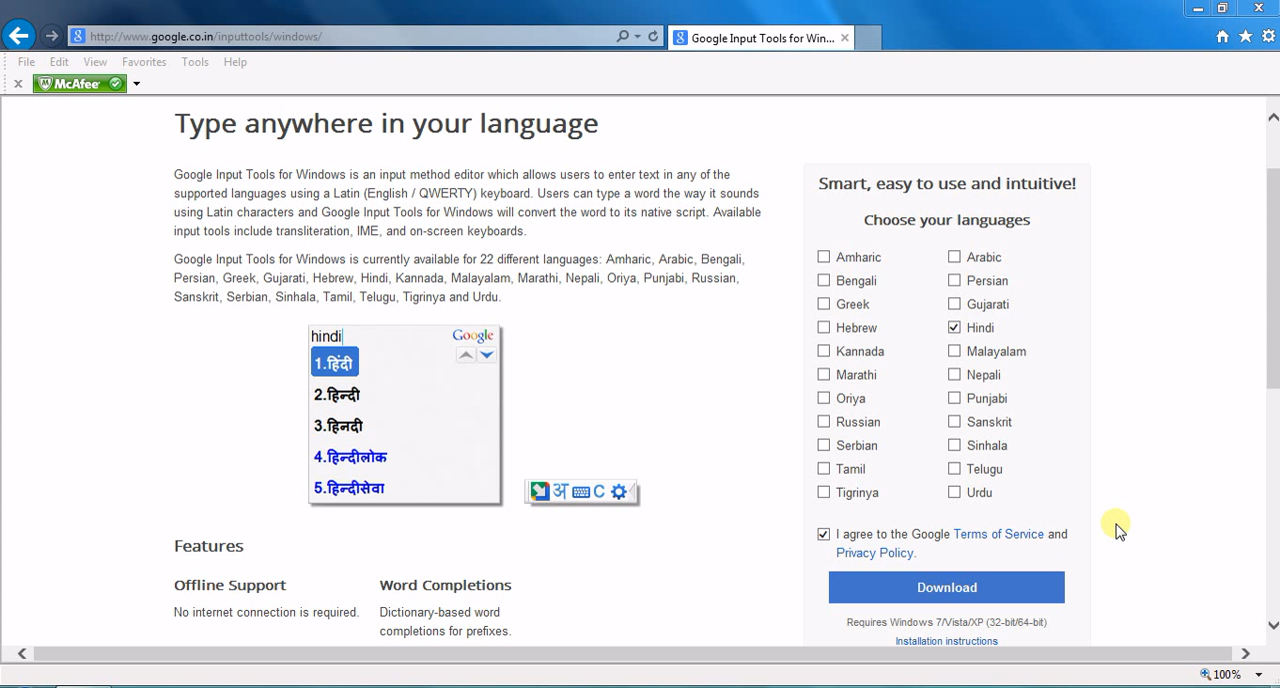 http://www.google.co.in/inputtools/windows/
Google Input Tools for Win...
File Edit View Favorites Tools Help
McAfee
Type anywhere in your language
Google Input Tools for Windows is an input method editor which allows users to enter text in any of the
supported languages using a Latin (English / QWERTY) keyboard. Users can type a word the way it sounds
using Latin characters and Google Input Tools for Windows will convert the word to its native script. Available
input tools include transliteration, IME, and on-screen keyboards.
Google Input Tools for Windows is currently available for 22 different languages: Amharic, Arabic, Bengali,
Persian, Greek, Gujarati, Hebrew, Hindi, Kannada, Malayalam, Marathi, Nepali, Oriya, Punjabi, Russian,
Sanskrit, Serbian, Sinhala, Tamil, Telugu, Tigrinya and Urdu.
hindi Google
1.हिंदी
2.हिन्दी
3.हिनदी
4.हिन्दीलोक
5.हिन्दीसेवा
अ C
Features
Offline Support Word Completions
No internet connection is required. Dictionary-based word
completions for prefixes.
Smart, easy to use and intuitive!
Choose your languages
Amharic Arabic
Bengali Persian
Greek Gujarati
Hebrew Hindi
Kannada Malayalam
Marathi Nepali
Oriya Punjabi
Russian Sanskrit
Serbian Sinhala
Tamil Telugu
Tigrinya Urdu
I agree to the Google Terms of Service and
Privacy Policy.
Download
Requires Windows 7/Vista/XP (32-bit/64-bit)
Installation instructions
100%